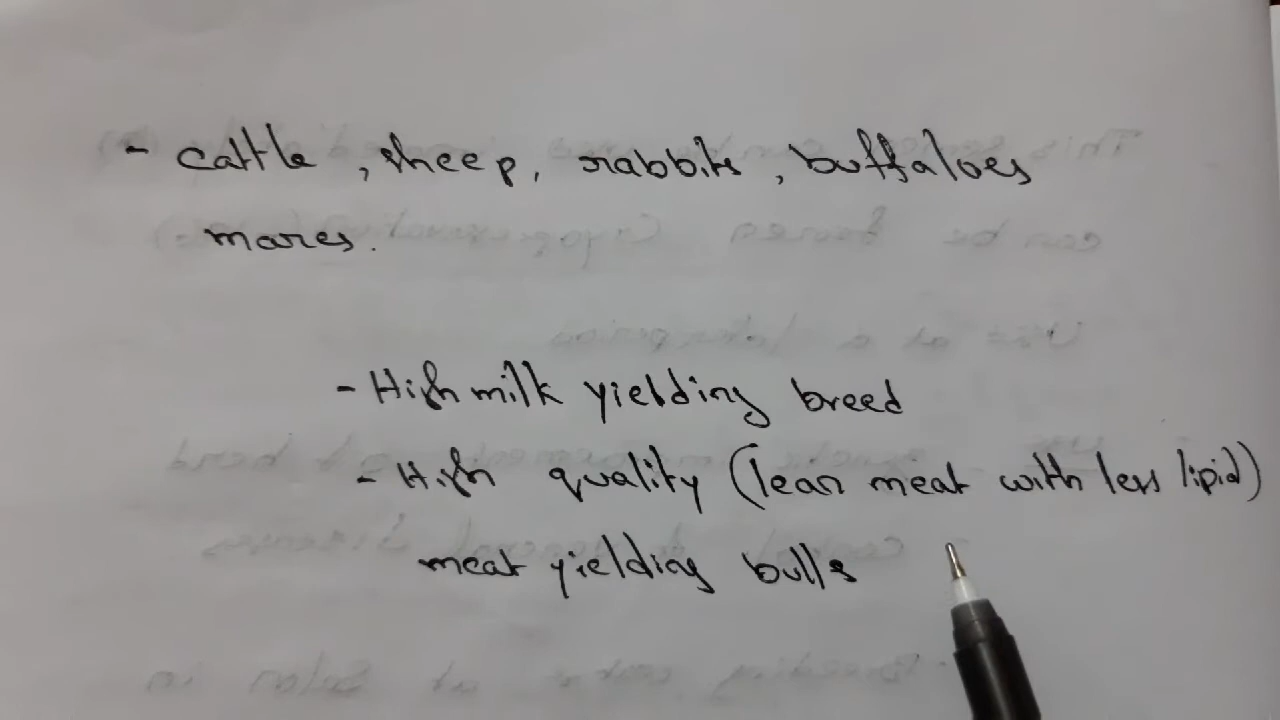 - cattle, sheep, rabbits, buffaloes
mares.
- High milk yielding breed
- High quality (lean meat with less lipid)
meat yielding bulls